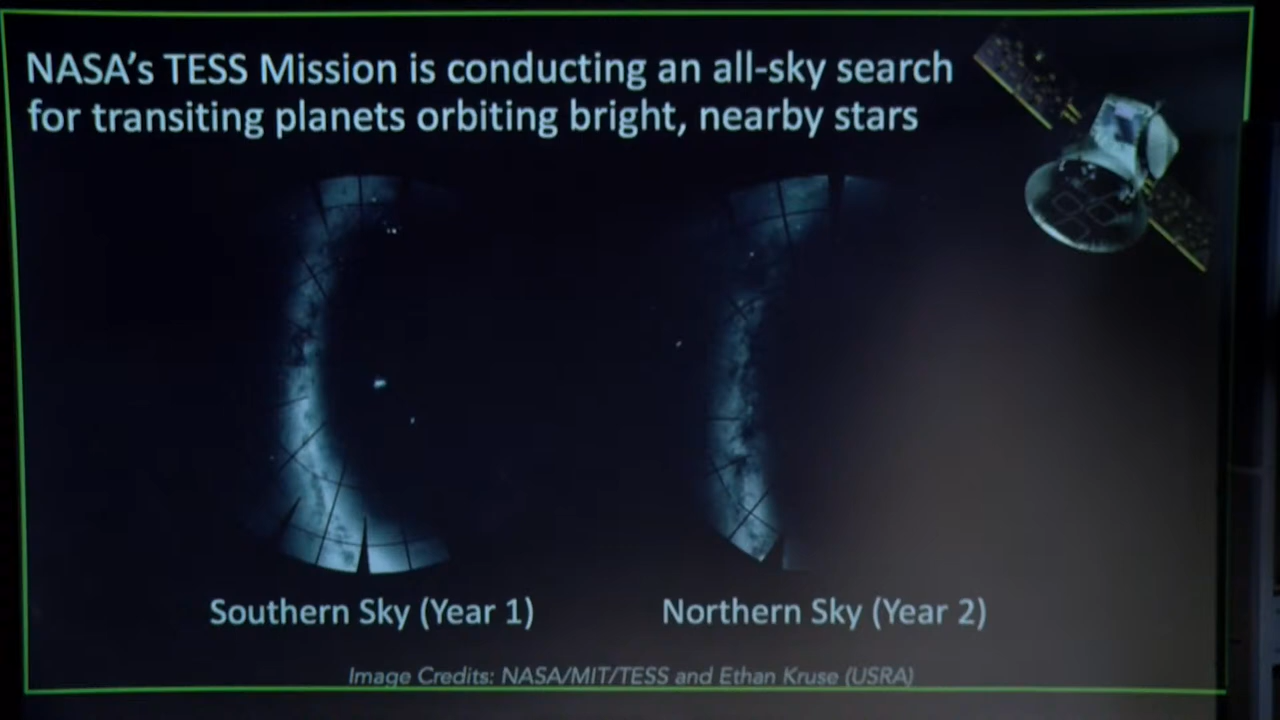 NASA's TESS Mission is conducting an all-sky search
for transiting planets orbiting bright, nearby stars
Southern Sky (Year 1)
Northern Sky (Year 2)
Image Credits: NASA/MIT/TESS and Ethan Kruse (USRA)